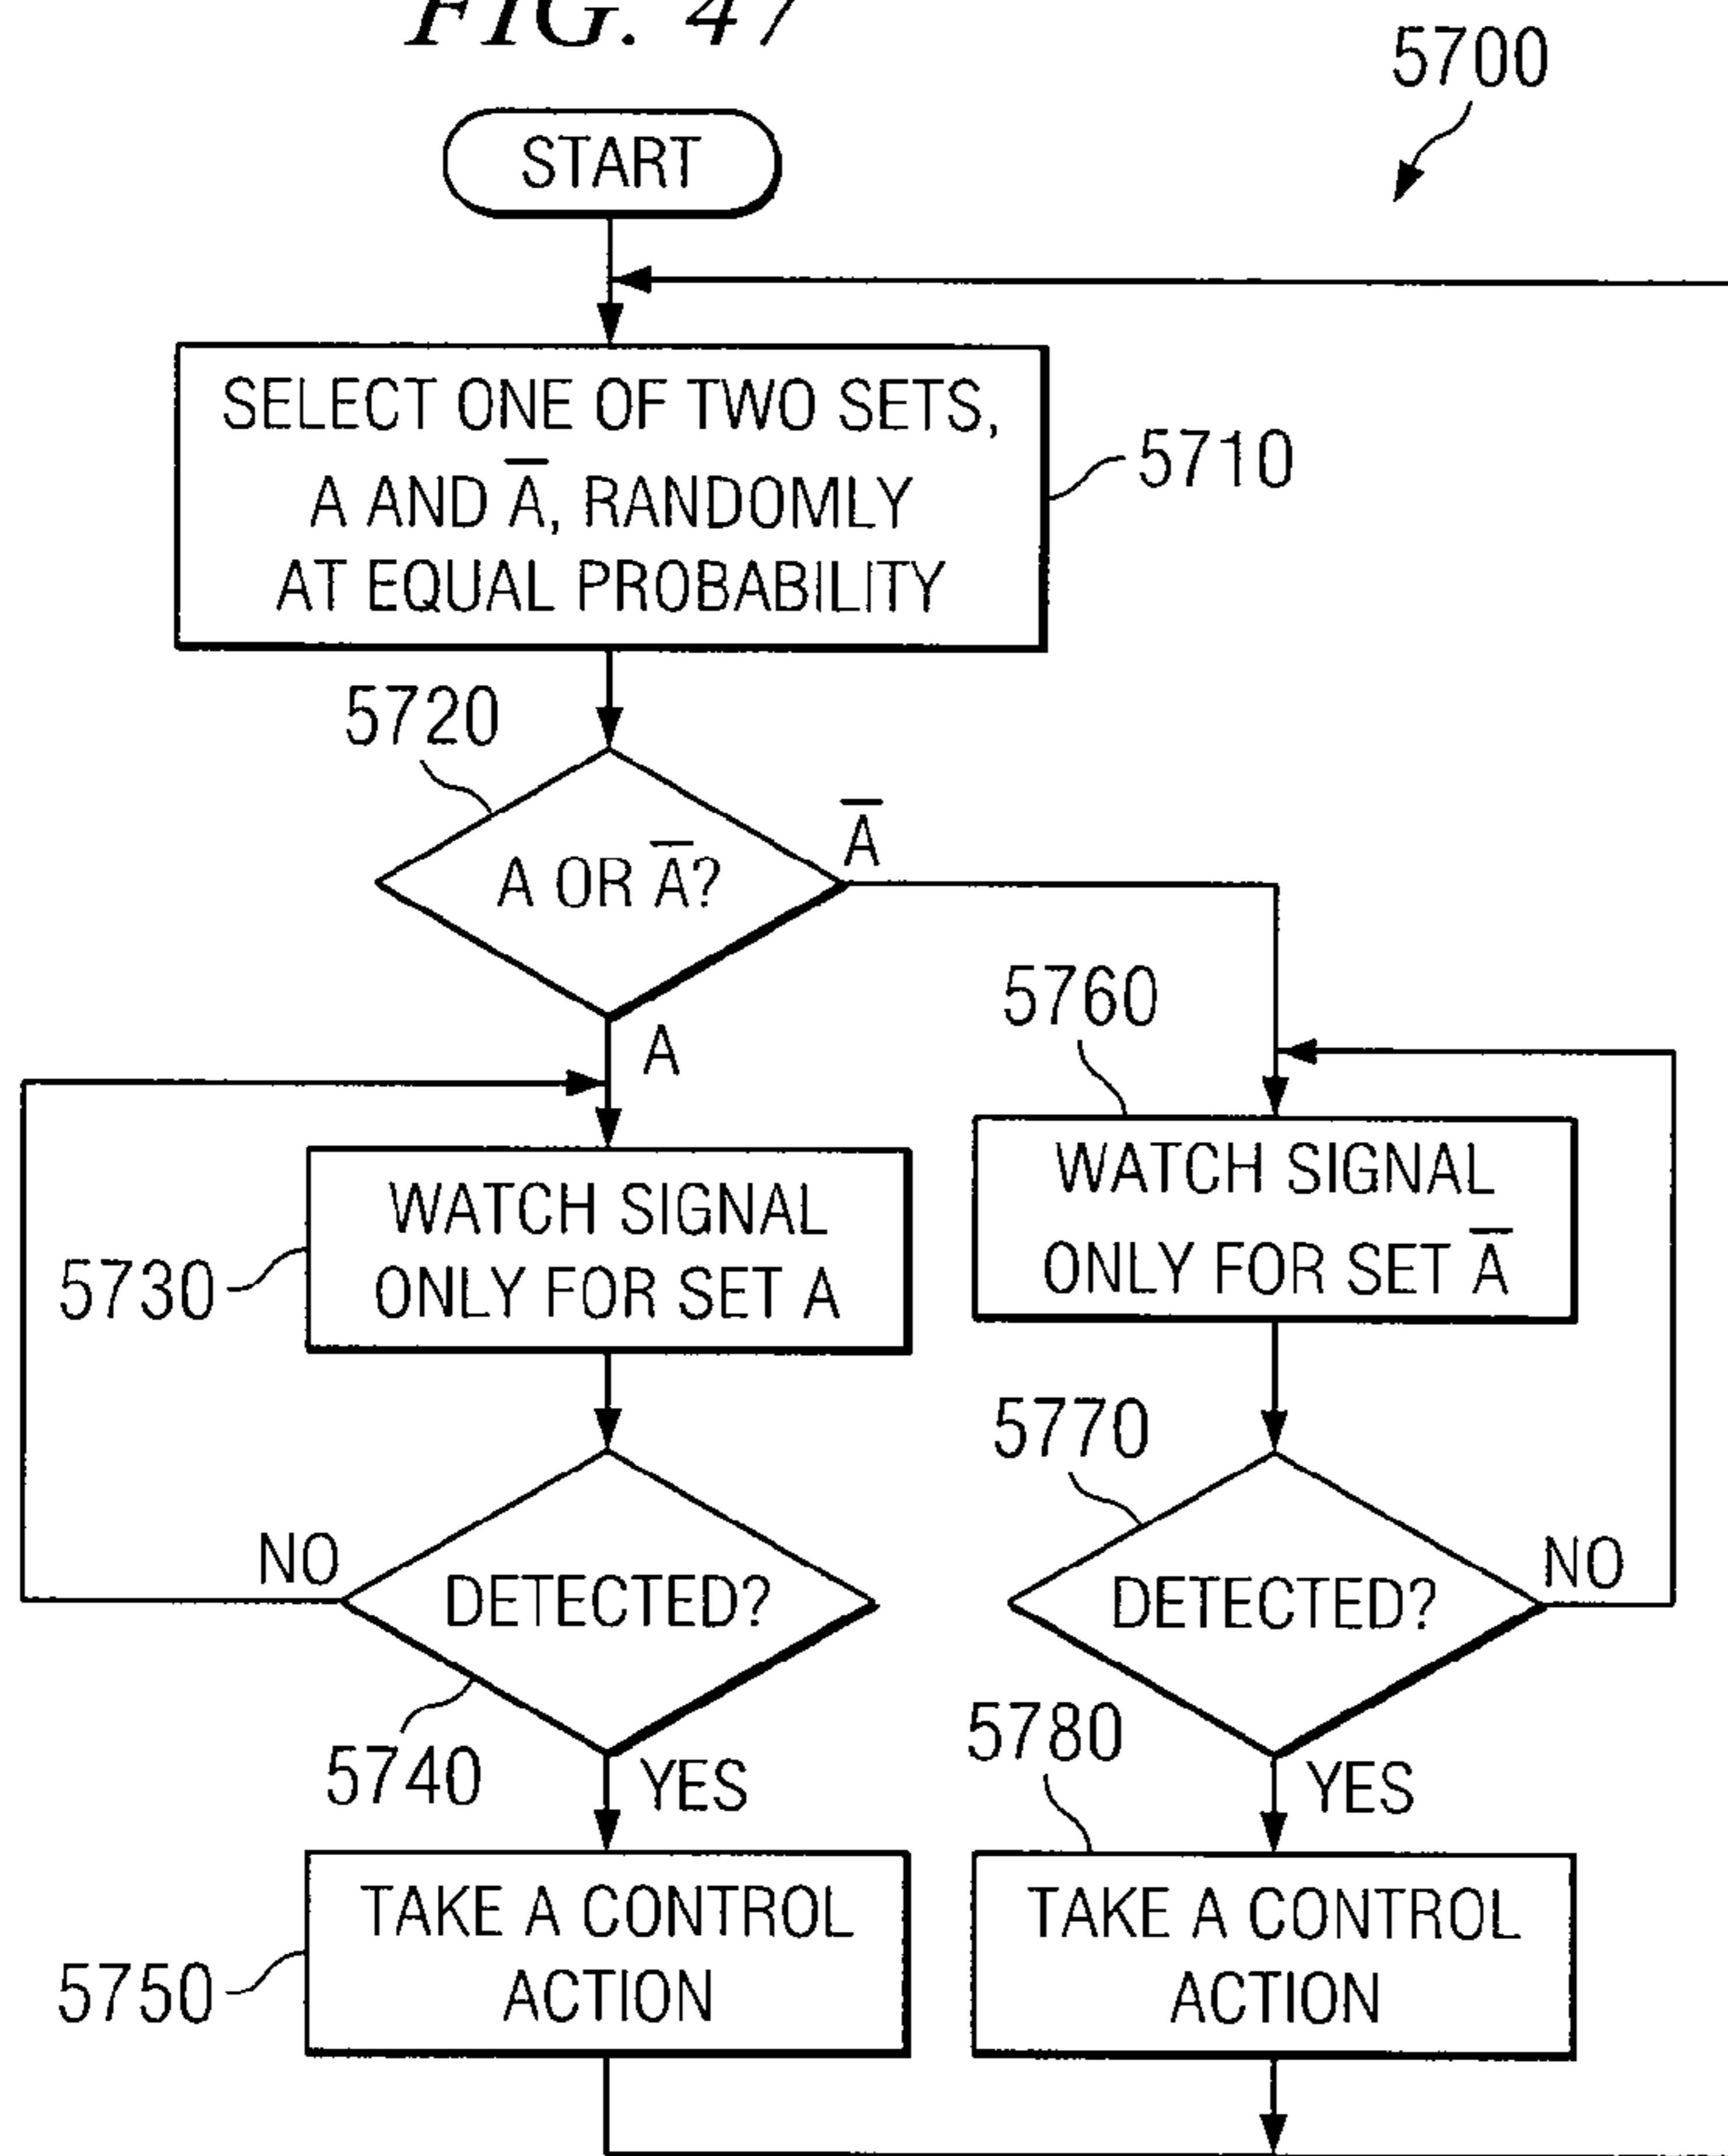 FIG. 47
5700
START
SELECT ONE OF TWO SETS,
A AND A̅, RANDOMLY
AT EQUAL PROBABILITY
5710
5720
A OR A̅?
A̅
A
5760
WATCH SIGNAL
ONLY FOR SET A
5730
WATCH SIGNAL
ONLY FOR SET A̅
5770
NO
DETECTED?
DETECTED?
NO
5740
YES
5780
YES
TAKE A CONTROL
ACTION
5750
TAKE A CONTROL
ACTION